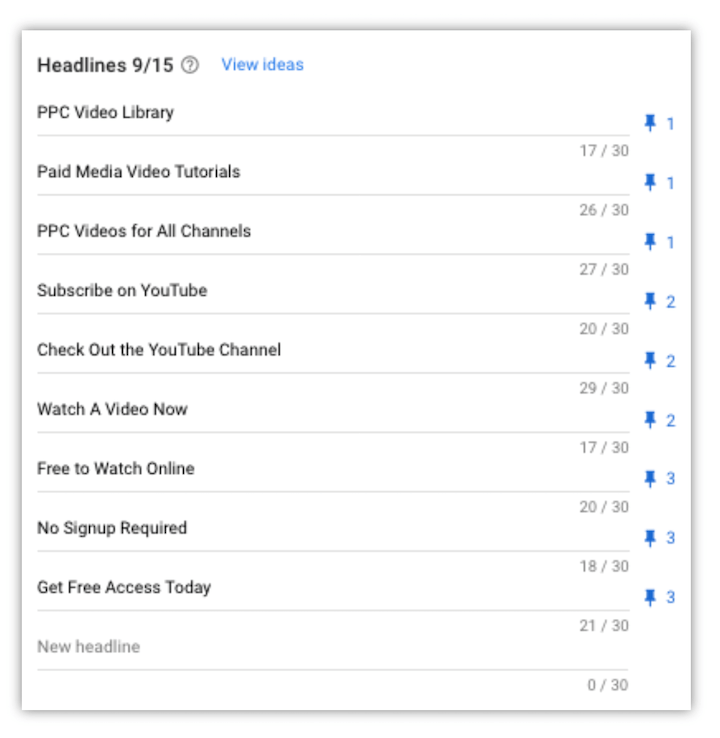 Headlines 9/15 ? View ideas
PPC Video Library
1
17 / 30
Paid Media Video Tutorials
1
26 / 30
PPC Videos for All Channels
1
27 / 30
Subscribe on YouTube
2
20 / 30
Check Out the YouTube Channel
2
29 / 30
Watch A Video Now
2
17 / 30
Free to Watch Online
3
20 / 30
No Signup Required
3
18 / 30
Get Free Access Today
3
21 / 30
New headline
0 / 30